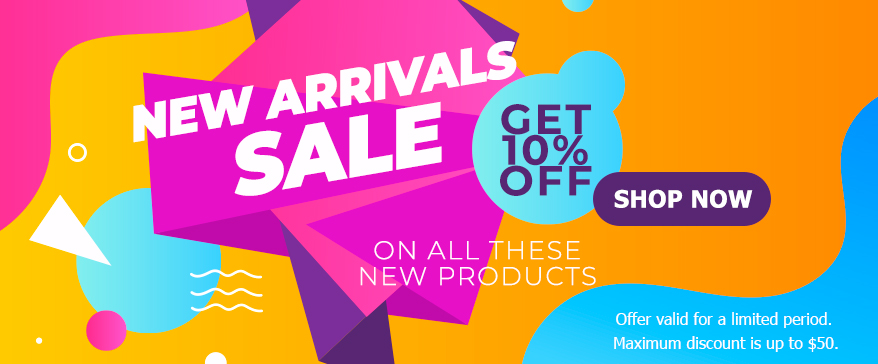 NEW ARRIVALS
SALE
GET
10%
OFF
SHOP NOW
ON ALL THESE
NEW PRODUCTS
Offer valid for a limited period.
Maximum discount is up to $50.